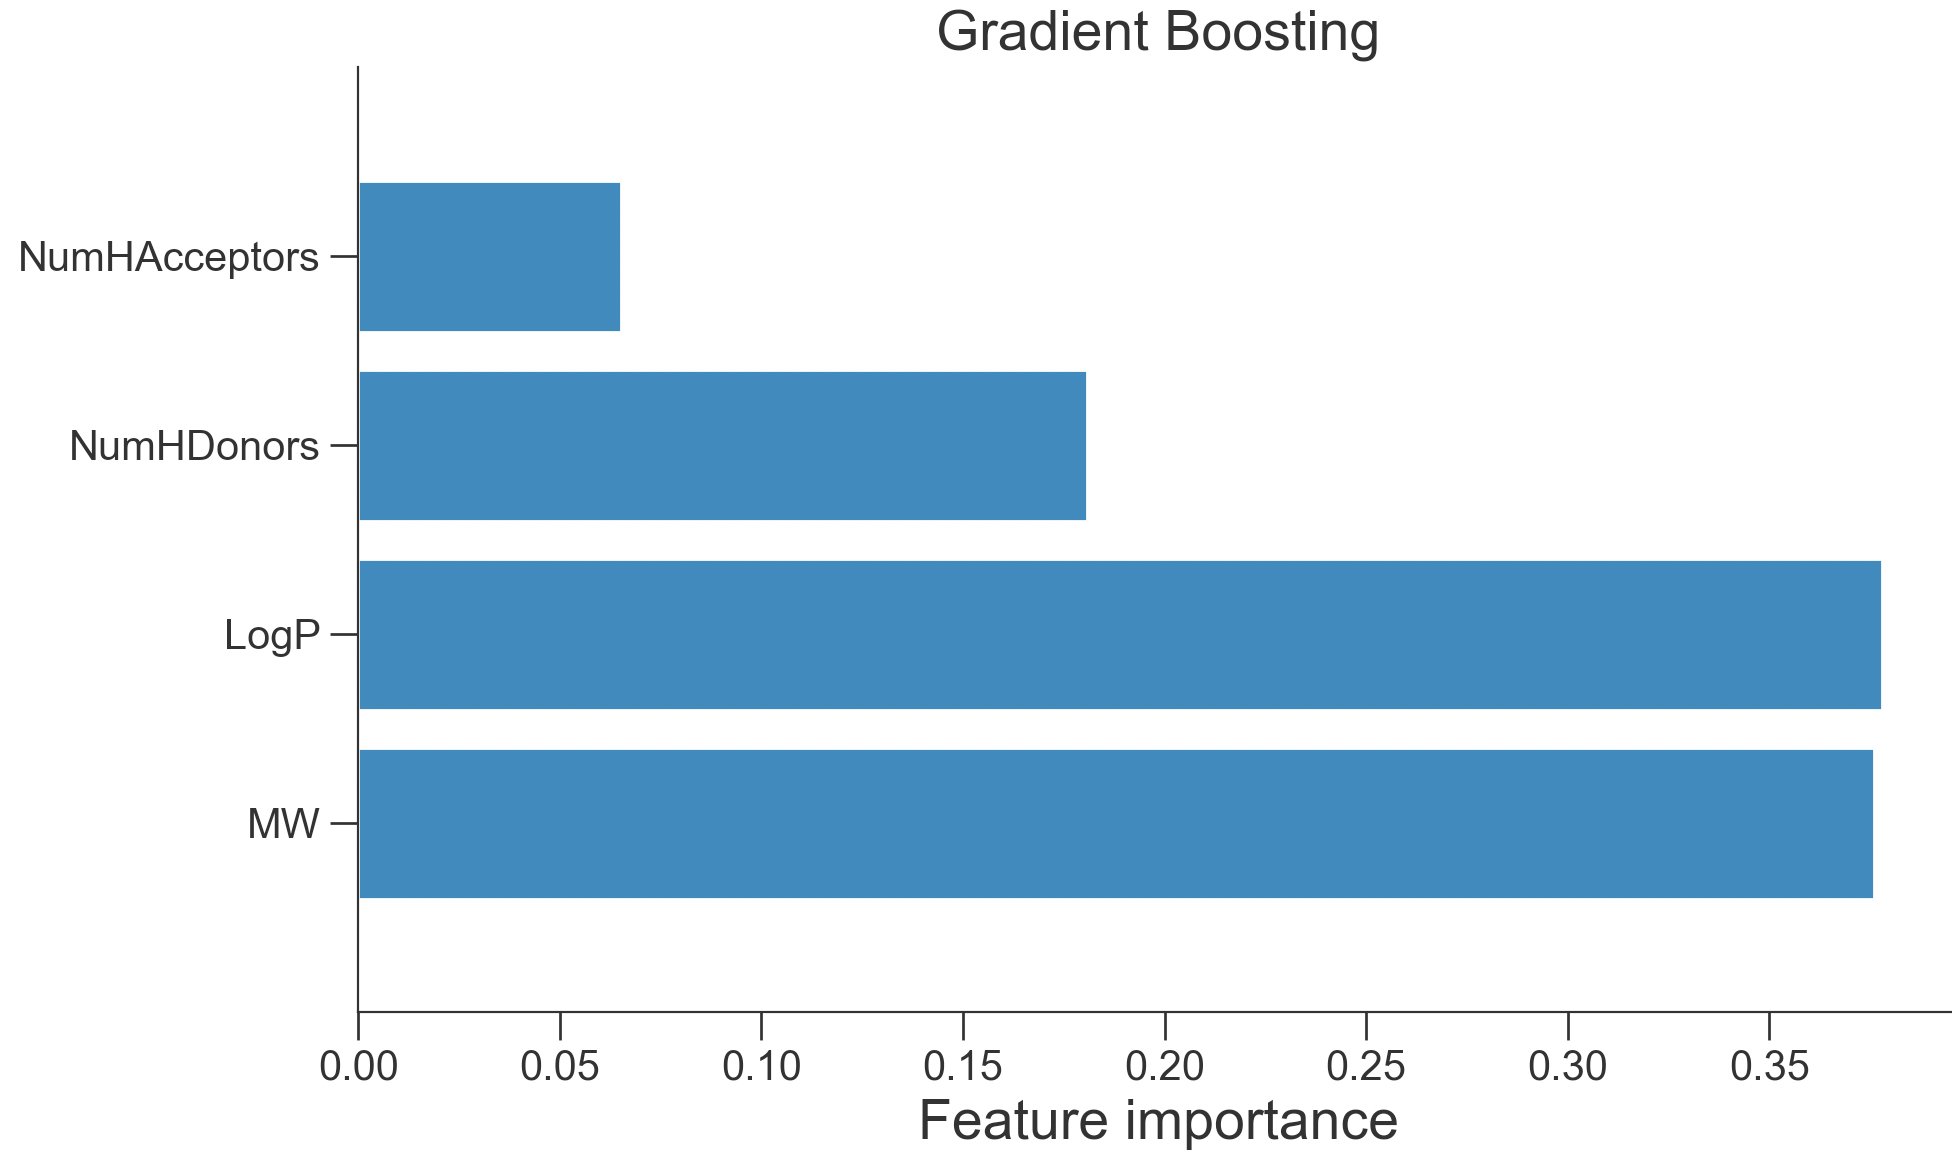 Gradient Boosting
NumHAcceptors
NumHDonors
LogP
MW
0.00 0.05 0.10 0.15 0.20 0.25 0.30 0.35
Feature importance